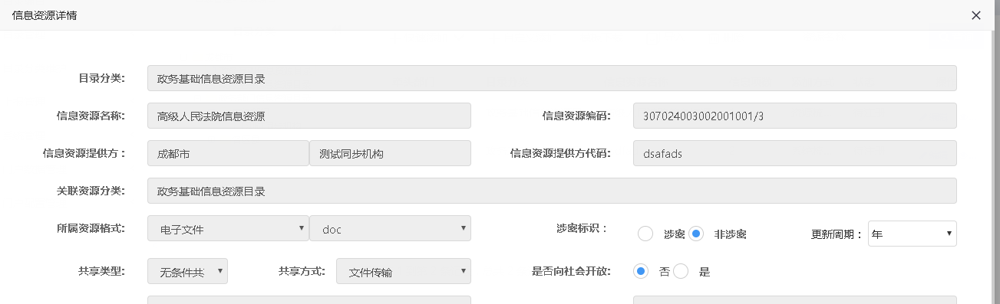 信息资源详情
目录分类: 政务基础信息资源目录
信息资源名称: 高级人民法院信息资源 信息资源编码: 307024003002001001/3
信息资源提供方： 成都市 测试同步机构 信息资源提供方代码: dsafads
关联资源分类: 政务基础信息资源目录
所属资源格式: 电子文件 doc 涉密标识： 涉密 非涉密 更新周期： 年
共享类型: 无条件共 共享方式: 文件传输 是否向社会开放: 否 是